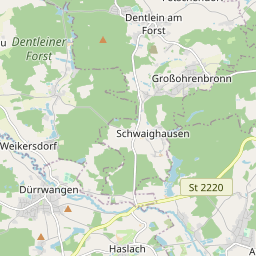 Dentlein am
Forst
Dentleiner
Forst
Großohrenbronn
Schwaighausen
Weikersdorf
Dürrwangen
St 2220
Haslach